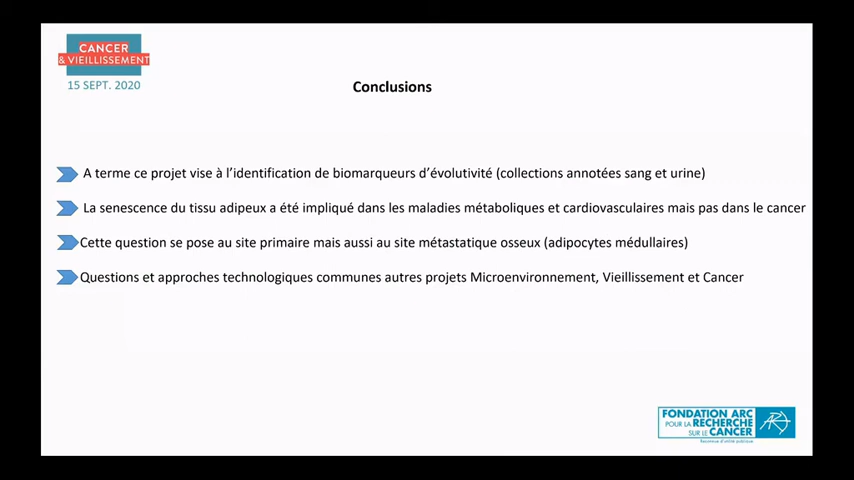 CANCER
& VIEILLISSEMENT
15 SEPT. 2020
Conclusions
A terme ce projet vise à l’identification de biomarqueurs d’évolutivité (collections annotées sang et urine)
La senescence du tissu adipeux a été impliqué dans les maladies métaboliques et cardiovasculaires mais pas dans le cancer
Cette question se pose au site primaire mais aussi au site métastatique osseux (adipocytes médullaires)
Questions et approches technologiques communes autres projets Microenvironnement, Vieillissement et Cancer
FONDATION ARC
POUR LA RECHERCHE
SUR LE CANCER
Reconnue d’utilité publique